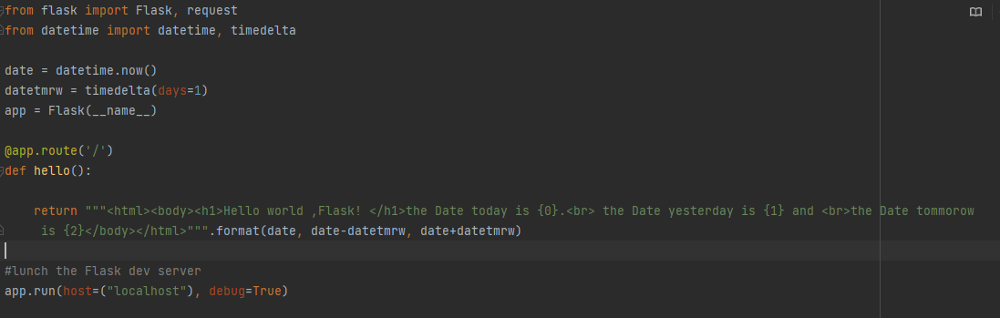 from flask import Flask, request
from datetime import datetime, timedelta
date = datetime.now()
datetmrw = timedelta(days=1)
app = Flask(__name__)
@app.route('/')
def hello():
return """<html><body><h1>Hello world ,Flask! </h1>the Date today is {0}.<br> the Date yesterday is {1} and <br>the Date tommorow
is {2}</body></html>""".format(date, date-datetmrw, date+datetmrw)
#lunch the Flask dev server
app.run(host=("localhost"), debug=True)